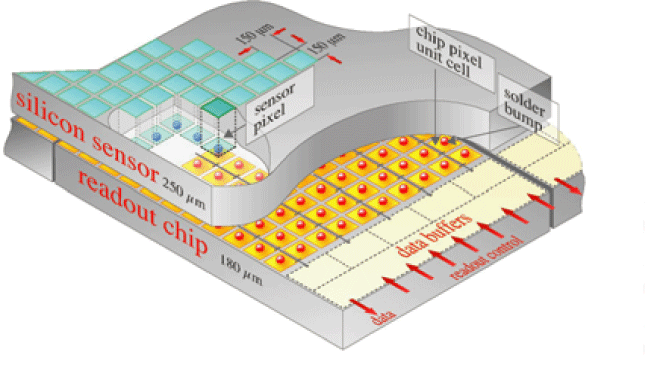 150 μm
150 μm
chip pixel
unit cell
solder
bump
sensor
pixel
silicon sensor 250 μm
readout chip 180 μm
data buffers
readout control
data